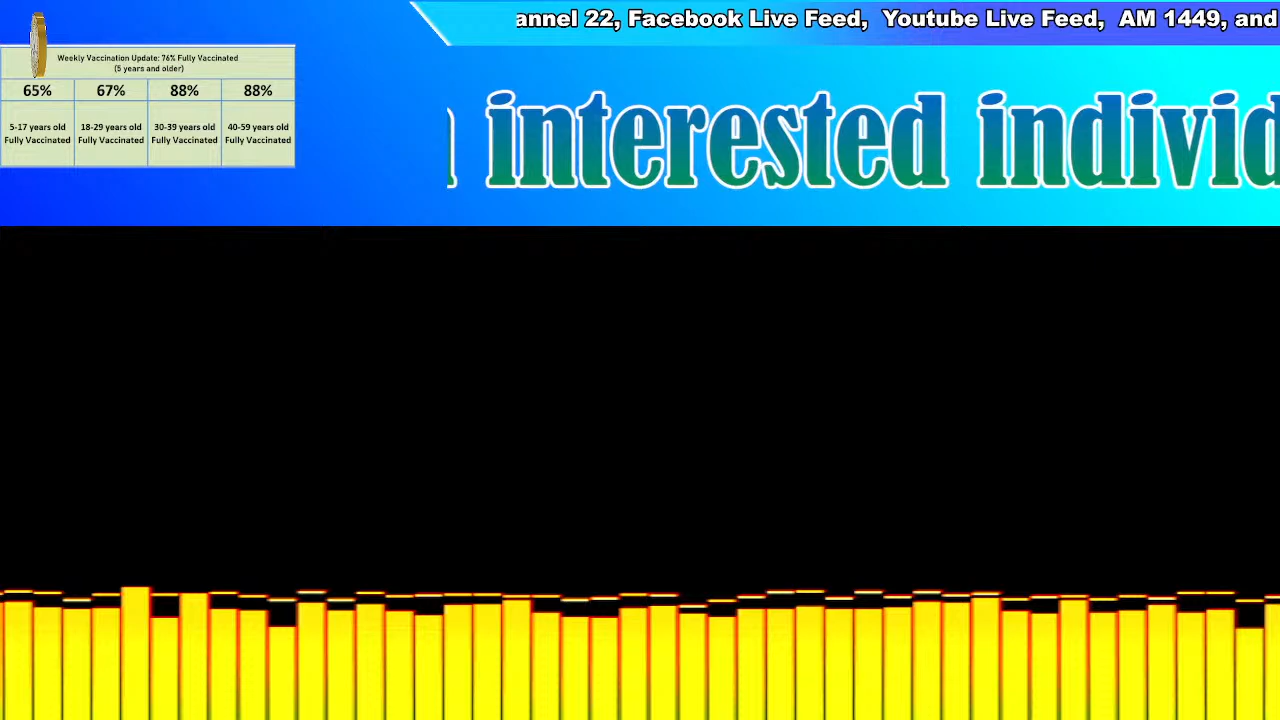 annel 22, Facebook Live Feed, Youtube Live Feed, AM 1449, and
Weekly Vaccination Update: 76% Fully Vaccinated
(5 years and older)
65% 67% 88% 88%
5-17 years old 18-29 years old 30-39 years old 40-59 years old
Fully Vaccinated Fully Vaccinated Fully Vaccinated Fully Vaccinated
interested individ